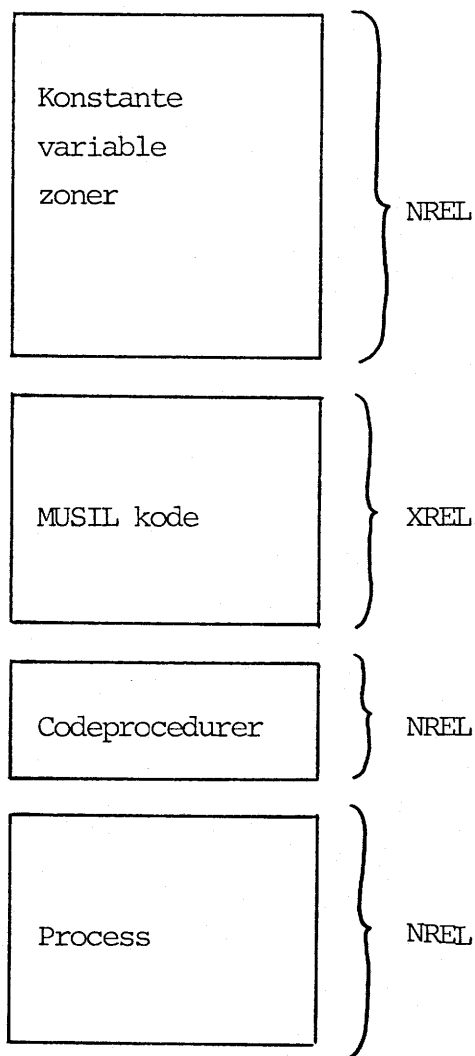 Konstante
variable
zoner
NREL
MUSIL kode
XREL
Codeprocedurer
NREL
Process
NREL